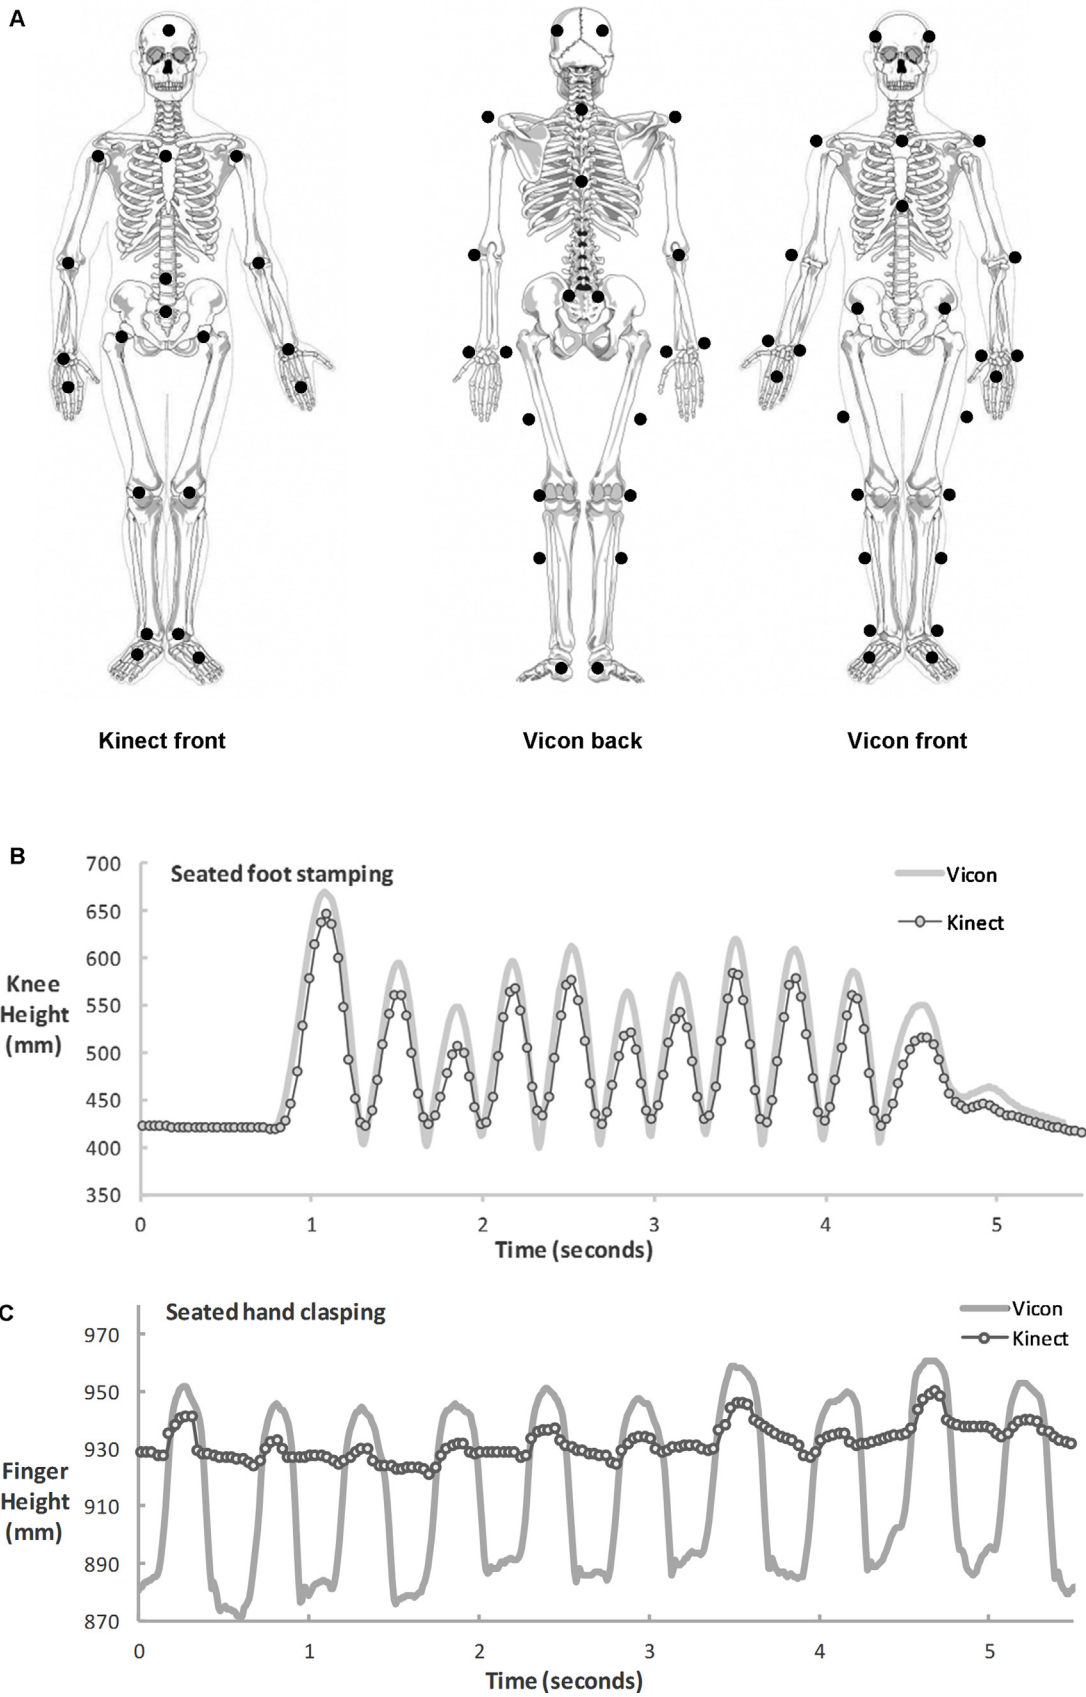 A
Kinect front
Vicon back
Vicon front
B
Seated foot stamping
Vicon
Kinect
700
650
600
550
500
450
400
350
Knee
Height
(mm)
0
1
2
3
4
5
Time (seconds)
C
Seated hand clasping
Vicon
Kinect
970
950
930
910
890
870
Finger
Height
(mm)
0
1
2
3
4
5
Time (seconds)